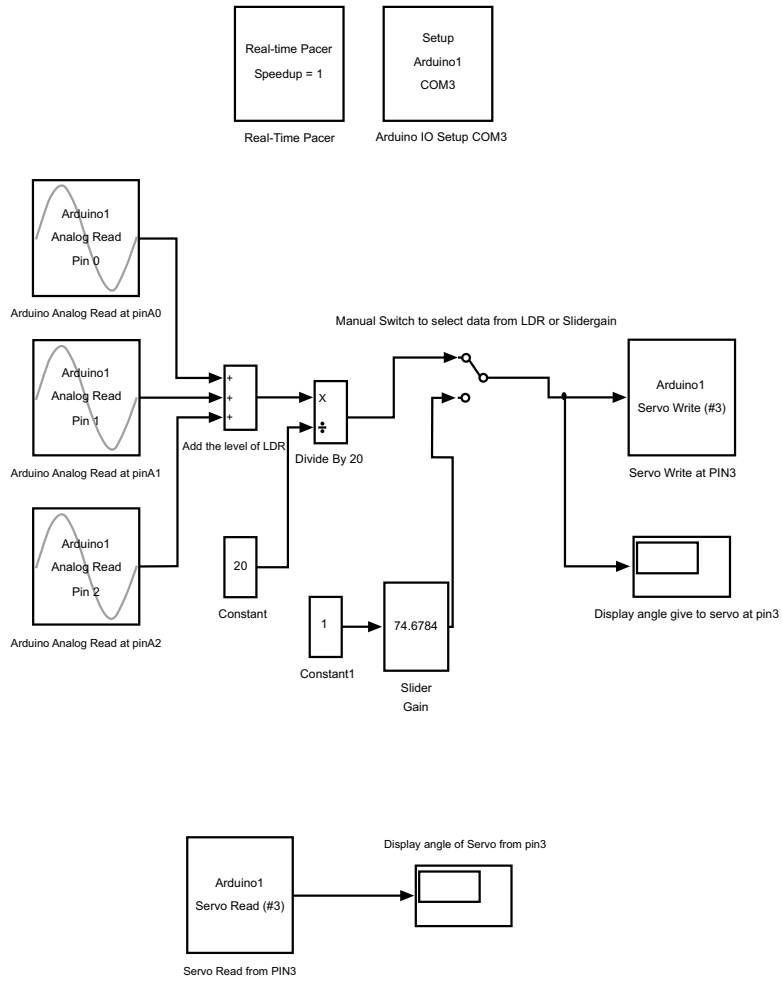 Real-time Pacer
Speedup = 1
Real-Time Pacer
Setup
Arduino1
COM3
Arduino IO Setup COM3
Arduino1
Analog Read
Pin 0
Arduino Analog Read at pinA0
Arduino1
Analog Read
Pin 1
Arduino Analog Read at pinA1
Arduino1
Analog Read
Pin 2
Arduino Analog Read at pinA2
+
+
+
Add the level of LDR
X
÷
Divide By 20
20
Constant
1
Constant1
74.6784
Slider
Gain
Manual Switch to select data from LDR or Slidergain
Arduino1
Servo Write (#3)
Servo Write at PIN3
Display angle give to servo at pin3
Arduino1
Servo Read (#3)
Servo Read from PIN3
Display angle of Servo from pin3